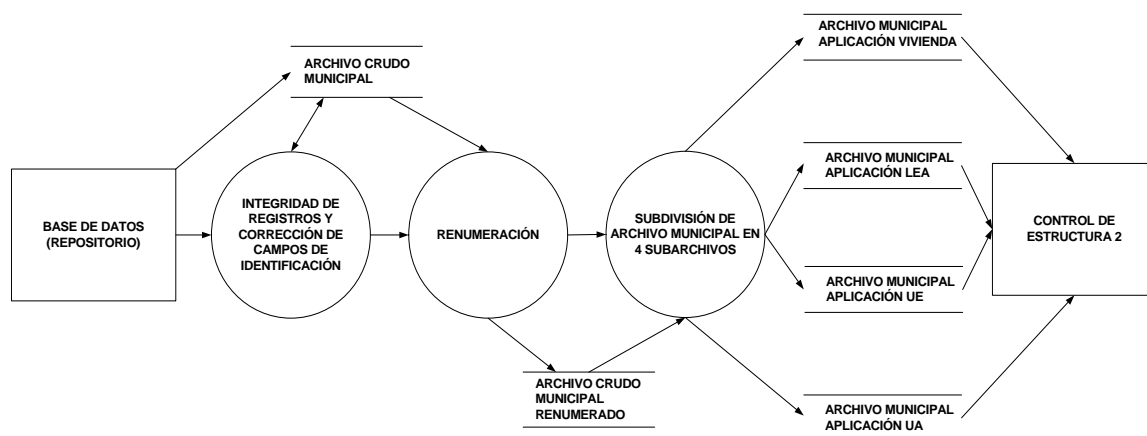 ARCHIVO CRUDO
MUNICIPAL
BASE DE DATOS
(REPOSITORIO)
INTEGRIDAD DE
REGISTROS Y
CORRECCIÓN DE
CAMPOS DE
IDENTIFICACIÓN
RENUMERACIÓN
ARCHIVO CRUDO
MUNICIPAL
RENUMERADO
SUBDIVISIÓN DE
ARCHIVO MUNICIPAL EN
4 SUBARCHIVOS
ARCHIVO MUNICIPAL
APLICACIÓN VIVIENDA
ARCHIVO MUNICIPAL
APLICACIÓN LEA
ARCHIVO MUNICIPAL
APLICACIÓN UE
ARCHIVO MUNICIPAL
APLICACIÓN UA
CONTROL DE
ESTRUCTURA 2